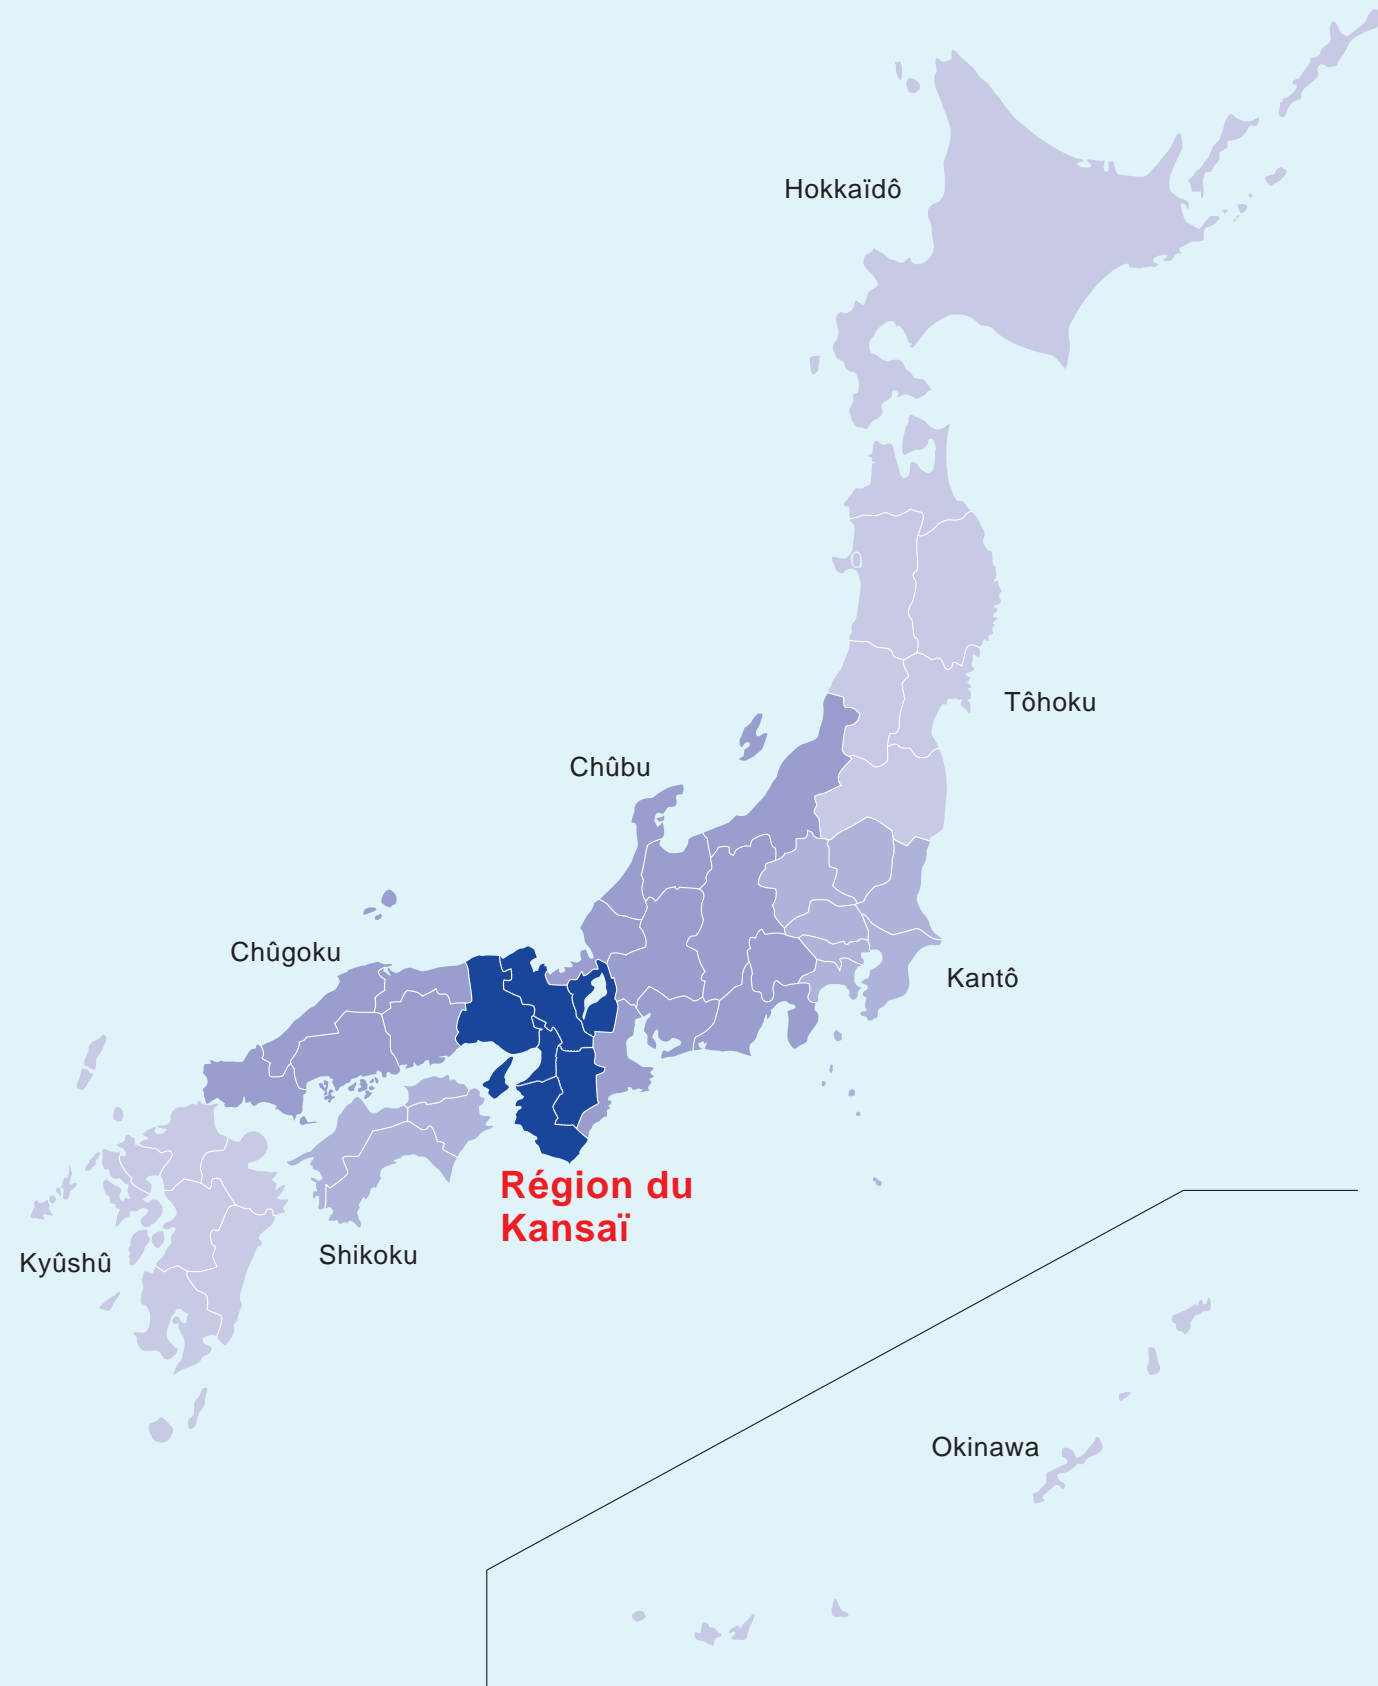 Hokkaïdô
Tôhoku
Chûbu
Chûgoku
Kantô
Région du
Kansaï
Shikoku
Kyûshû
Okinawa